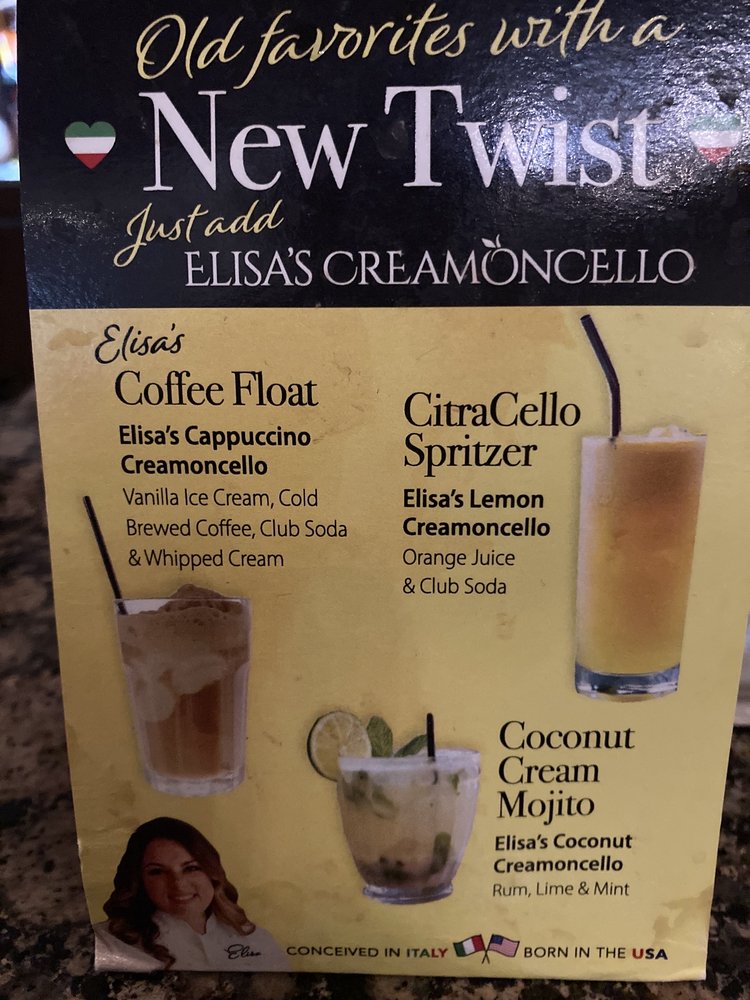 Old favorites with a
New Twist
Just add
ELISA'S CREAMONCELLO
Elisa's
Coffee Float
Elisa's Cappuccino
Creamoncello
Vanilla Ice Cream, Cold
Brewed Coffee, Club Soda
& Whipped Cream
CitraCello
Spritzer
Elisa's Lemon
Creamoncello
Orange Juice
& Club Soda
Coconut
Cream
Mojito
Elisa's Coconut
Creamoncello
Rum, Lime & Mint
Elisa
CONCEIVED IN ITALY BORN IN THE USA